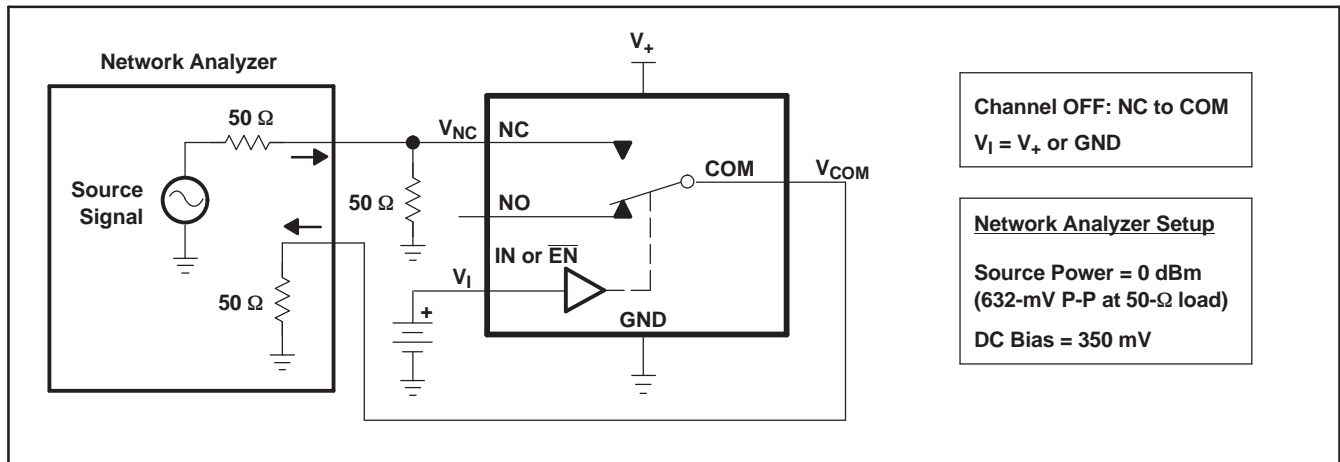 Network Analyzer
50 Ω
Source
Signal
50 Ω
50 Ω
V+
VNC
NC
NO
COM
VCOM
IN or E̅N̅
VI
+
GND
Channel OFF: NC to COM
VI = V+ or GND
Network Analyzer Setup
Source Power = 0 dBm
(632-mV P-P at 50-Ω load)
DC Bias = 350 mV